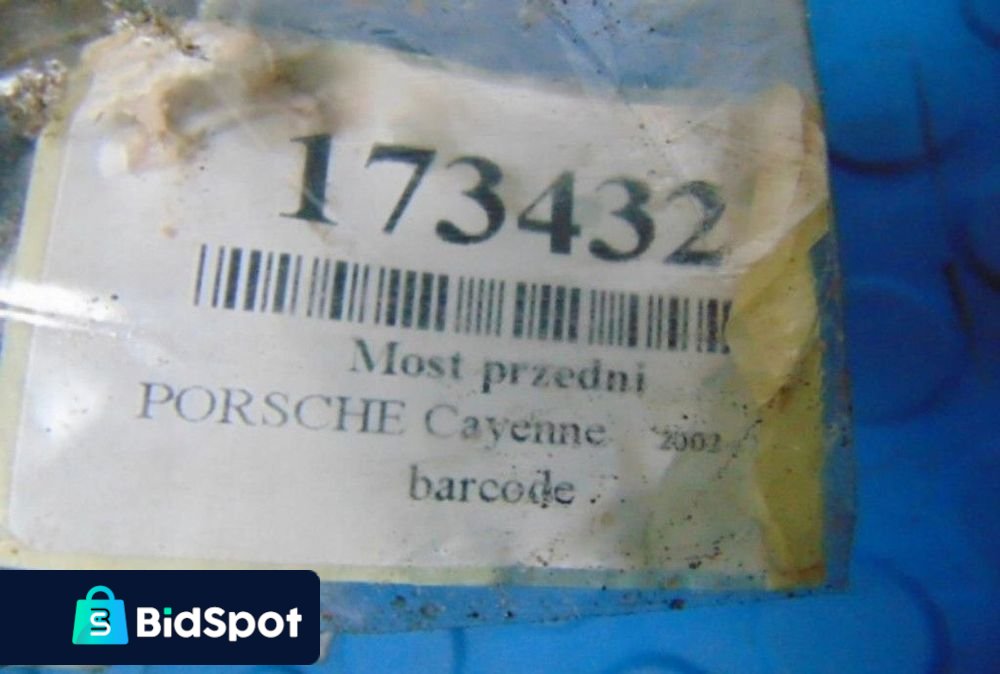 173432
Most przedni
PORSCHE Cayenne 2002
barcode
BidSpot